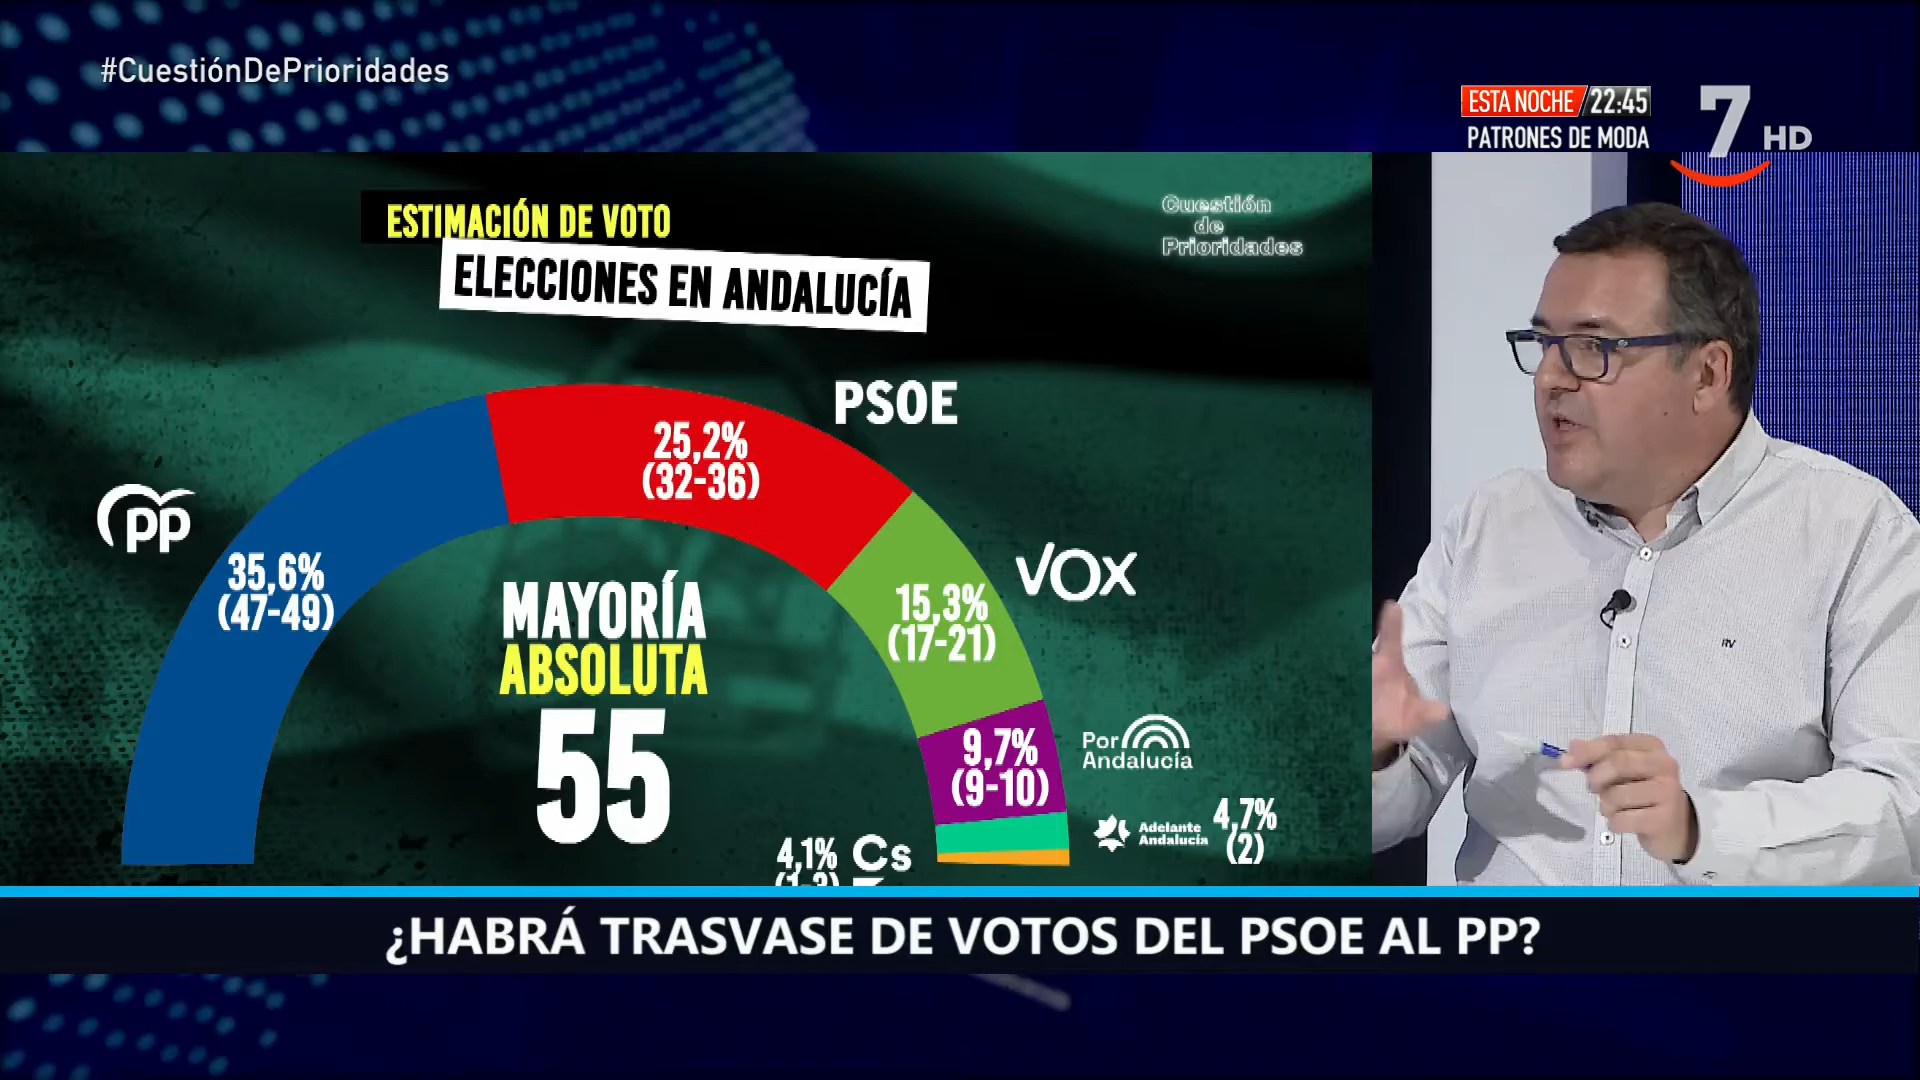 #CuestiónDePrioridades
ESTA NOCHE 22:45
PATRONES DE MODA
7 HD
ESTIMACIÓN DE VOTO
ELECCIONES EN ANDALUCÍA
Cuestión
de
Prioridades
PSOE
25,2%
(32-36)
pp
35,6%
(47-49)
VOX
15,3%
(17-21)
MAYORÍA
ABSOLUTA
55
9,7%
(9-10)
Por
Andalucía
Adelante
Andalucía
4,7%
(2)
4,1%
Cs
RV
¿HABRÁ TRASVASE DE VOTOS DEL PSOE AL PP?